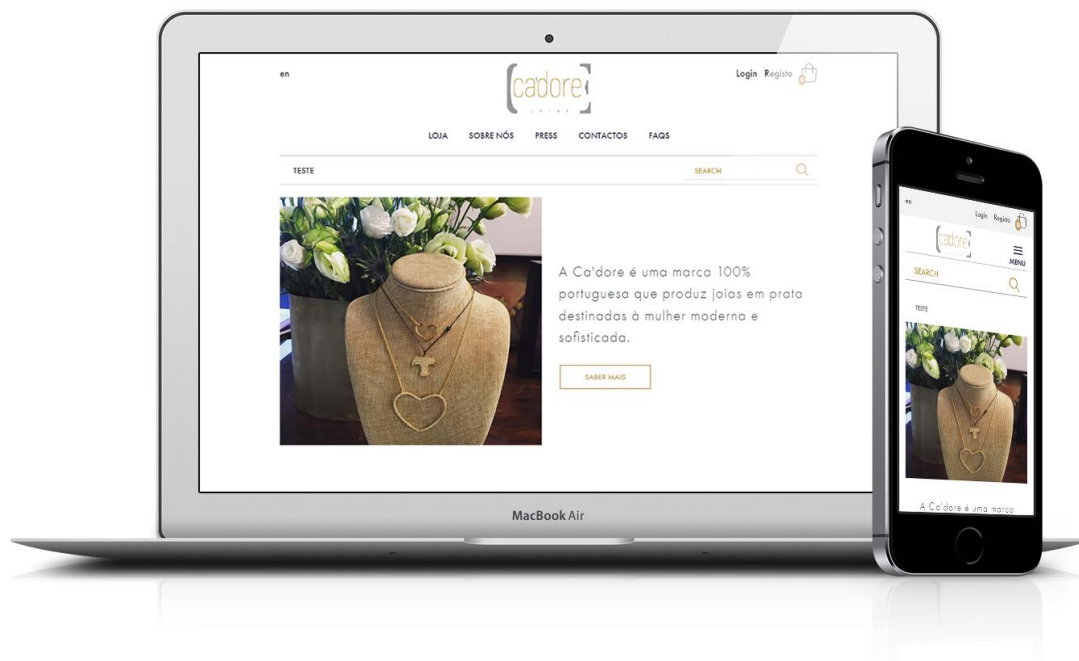 en
Login Registo
0
ca'dore
JOIAS
LOJA SOBRE NÓS PRESS CONTACTOS FAQS
TESTE
SEARCH
A Ca'dore é uma marca 100%
portuguesa que produz joias em prata
destinadas à mulher moderna e
sofisticada.
SABER MAIS
MacBook Air
en
Login Registo
ca'dore
MENU
SEARCH
TESTE
A Ca'dore é uma marca